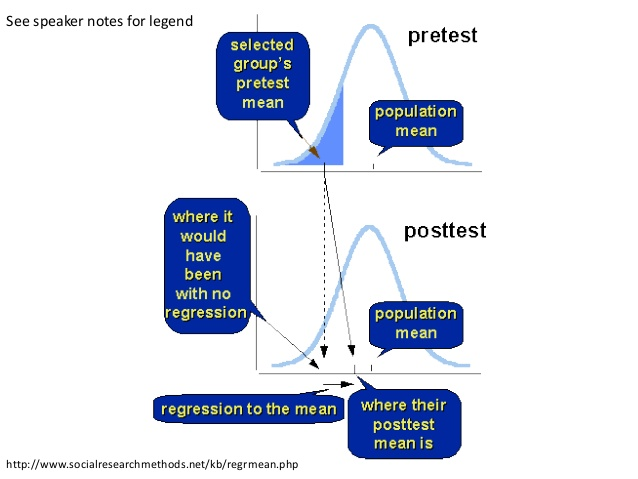 See speaker notes for legend
pretest
selected
group's
pretest
mean
population
mean
posttest
where it
would
have
been
with no
regression
population
mean
regression to the mean
where their
posttest
mean is
http://www.socialresearchmethods.net/kb/regrmean.php